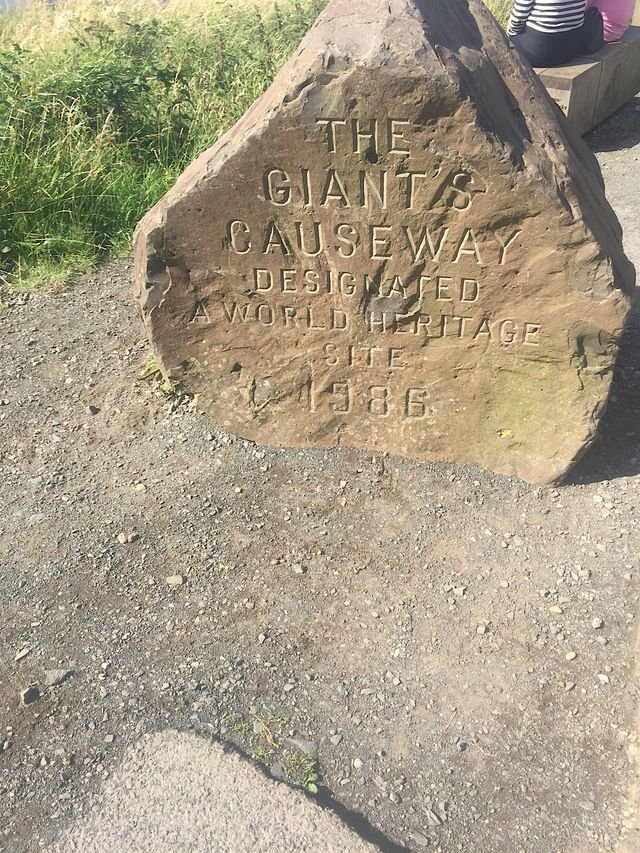 THE
GIANT'S
CAUSEWAY
DESIGNATED
A WORLD HERITAGE
SITE
1986